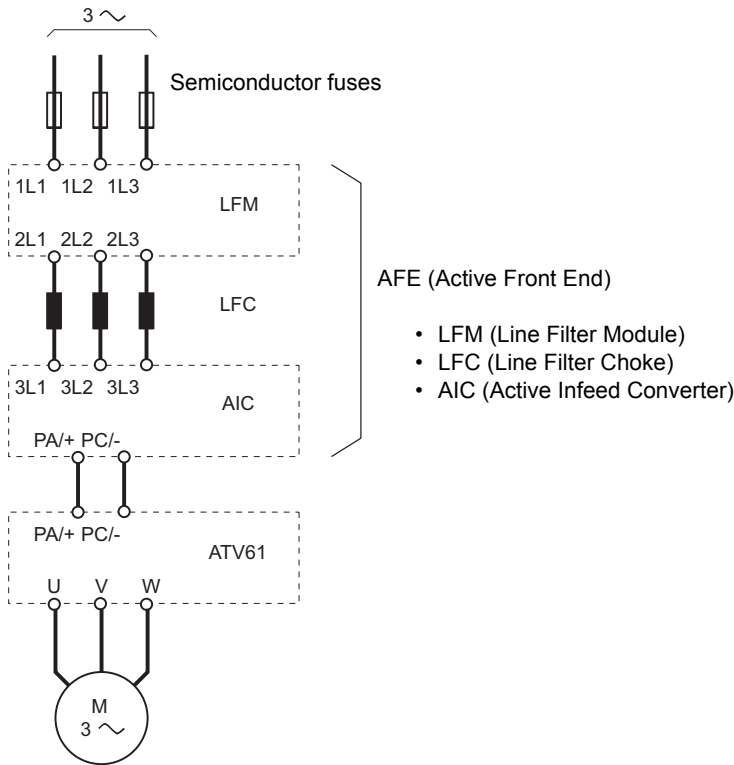 3 ~
Semiconductor fuses
1L1 1L2 1L3
LFM
2L1 2L2 2L3
LFC
AFE (Active Front End)
• LFM (Line Filter Module)
• LFC (Line Filter Choke)
• AIC (Active Infeed Converter)
3L1 3L2 3L3
AIC
PA/+ PC/-
PA/+ PC/-
ATV61
U V W
M
3 ~